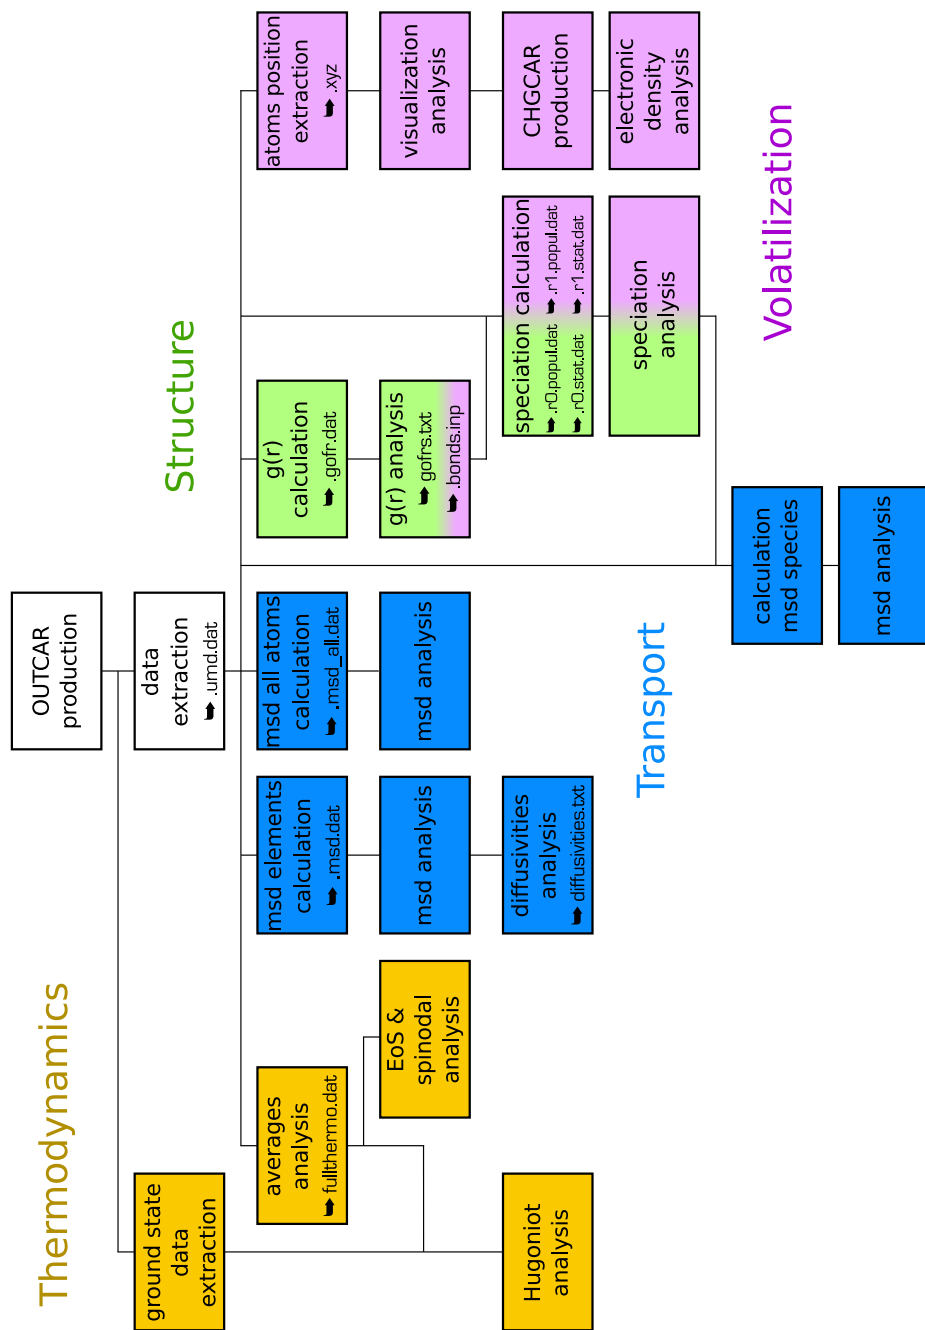 OUTCAR
production
Thermodynamics
ground state
data
extraction
data
extraction
.umd.dat
averages
analysis
fullthermo.dat
EoS &
spinodal
analysis
Hugoniot
analysis
msd elements
calculation
.msd.dat
msd analysis
diffusivities
analysis
diffusivities.txt
msd all atoms
calculation
.msd_all.dat
msd analysis
Transport
calculation
msd species
msd analysis
Structure
g(r)
calculation
.gofr.dat
g(r) analysis
gofrs.txt
.bonds.inp
speciation calculation
.r0.popul.dat .r1.popul.dat
.r0.stat.dat .r1.stat.dat
speciation
analysis
atoms position
extraction
.xyz
visualization
analysis
CHGCAR
production
electronic
density
analysis
Volatilization